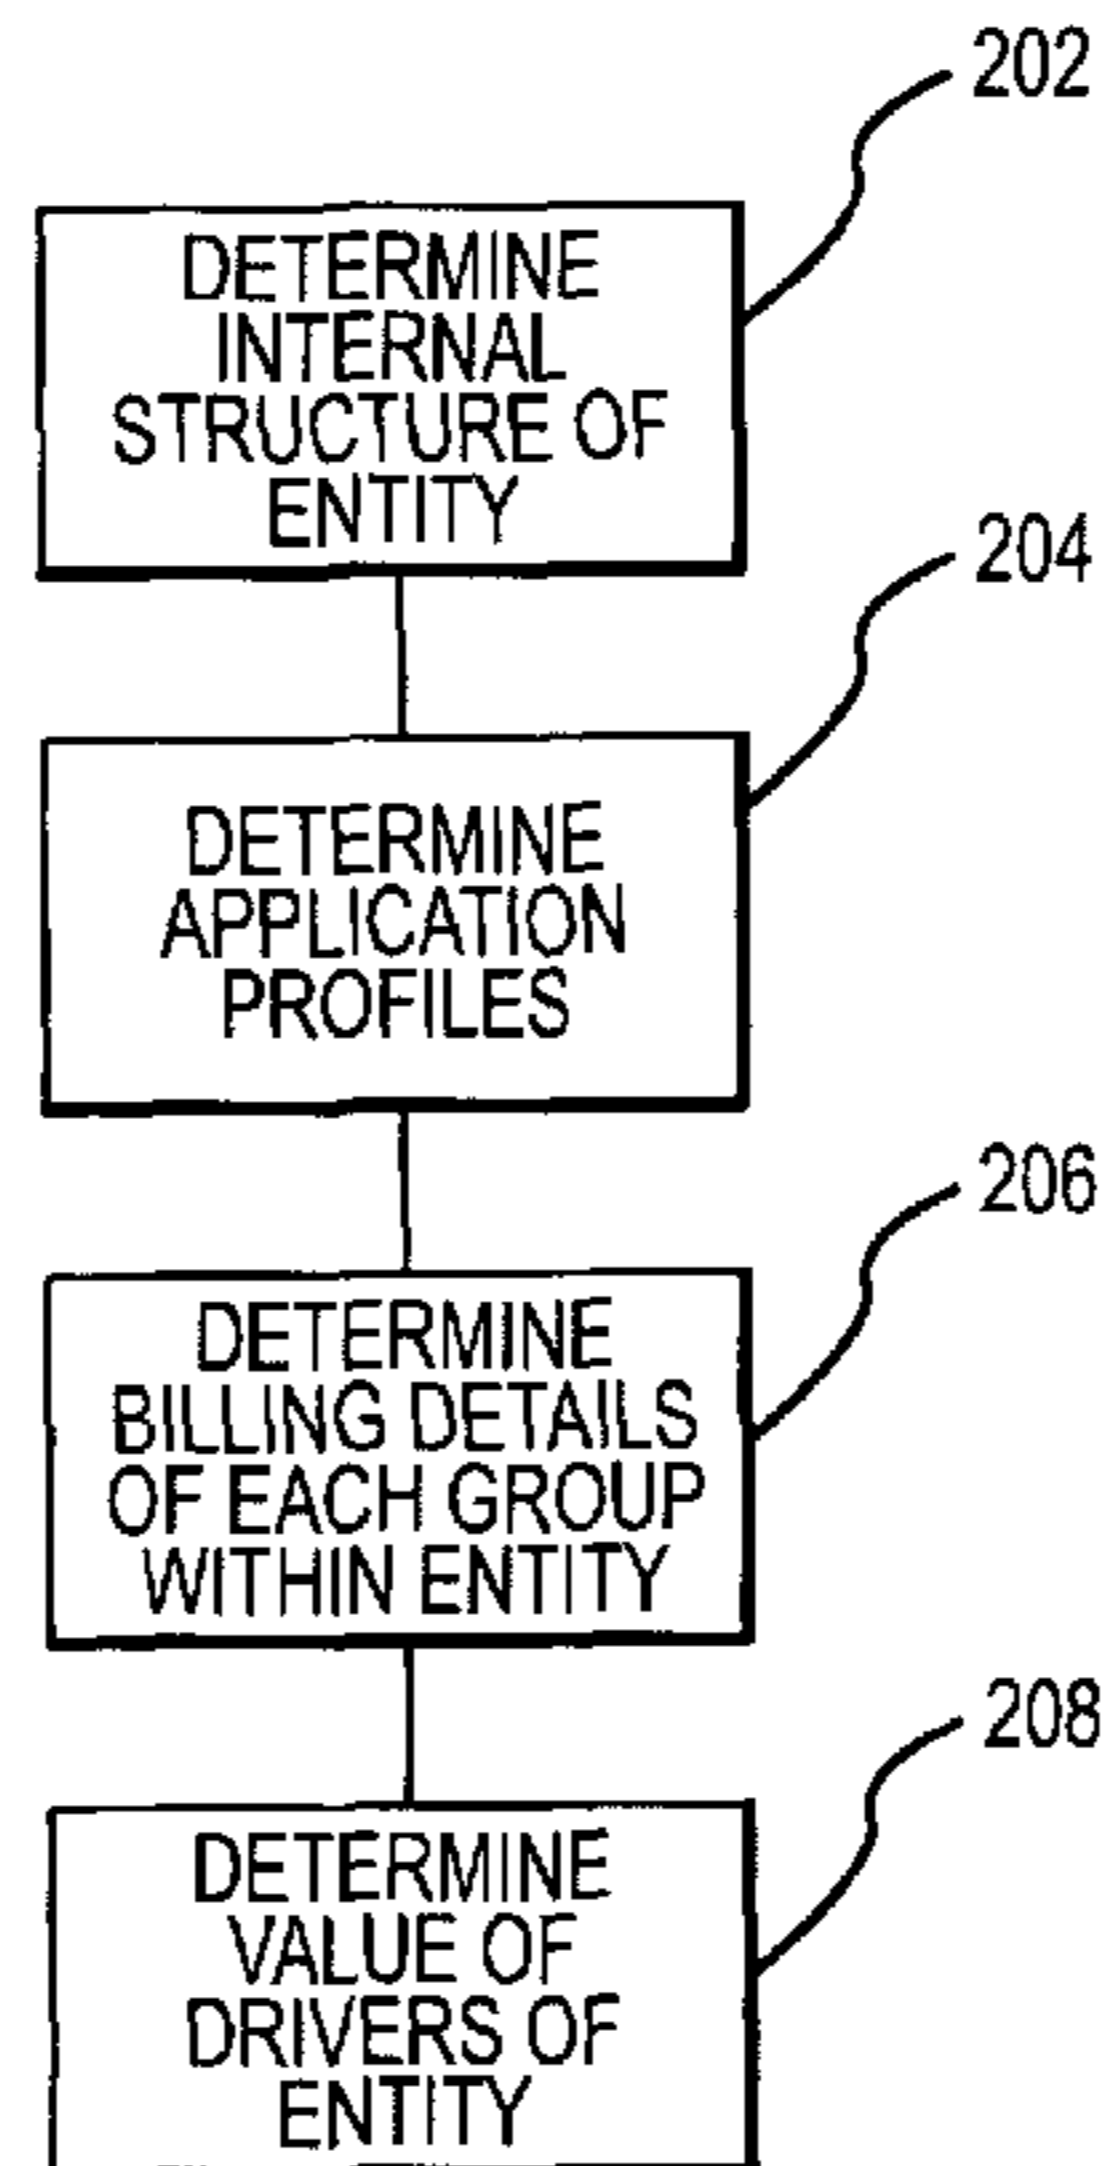 202
DETERMINE
INTERNAL
STRUCTURE OF
ENTITY
204
DETERMINE
APPLICATION
PROFILES
206
DETERMINE
BILLING DETAILS
OF EACH GROUP
WITHIN ENTITY
208
DETERMINE
VALUE OF
DRIVERS OF
ENTITY